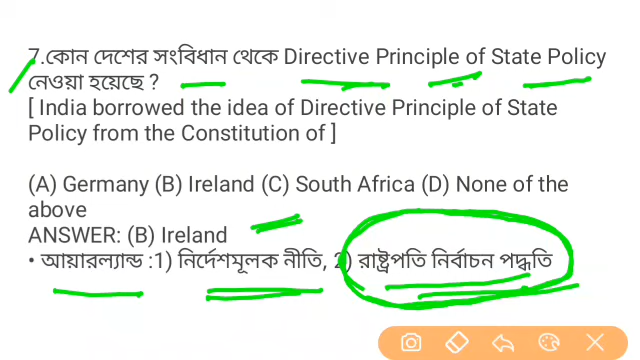 7.কোন দেশের সংবিধান থেকে Directive Principle of State Policy
নেওয়া হয়েছে ?
[ India borrowed the idea of Directive Principle of State
Policy from the Constitution of ]
(A) Germany (B) Ireland (C) South Africa (D) None of the
above
ANSWER: (B) Ireland
• আয়ারল্যান্ড :1) নির্দেশমূলক নীতি, 2) রাষ্ট্রপতি নির্বাচন পদ্ধতি